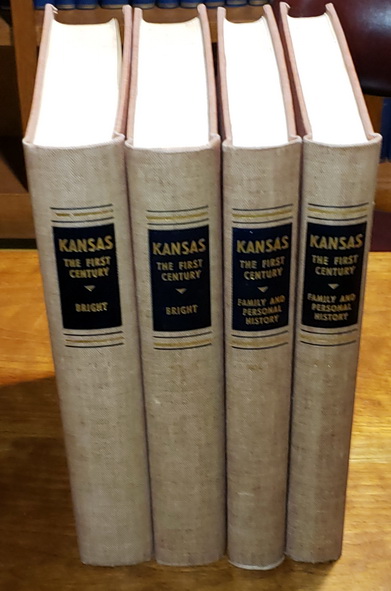 KANSAS
THE FIRST
CENTURY
BRIGHT
KANSAS
THE FIRST
CENTURY
BRIGHT
KANSAS
THE FIRST
CENTURY
FAMILY AND
PERSONAL
HISTORY
KANSAS
THE FIRST
CENTURY
FAMILY AND
PERSONAL
HISTORY